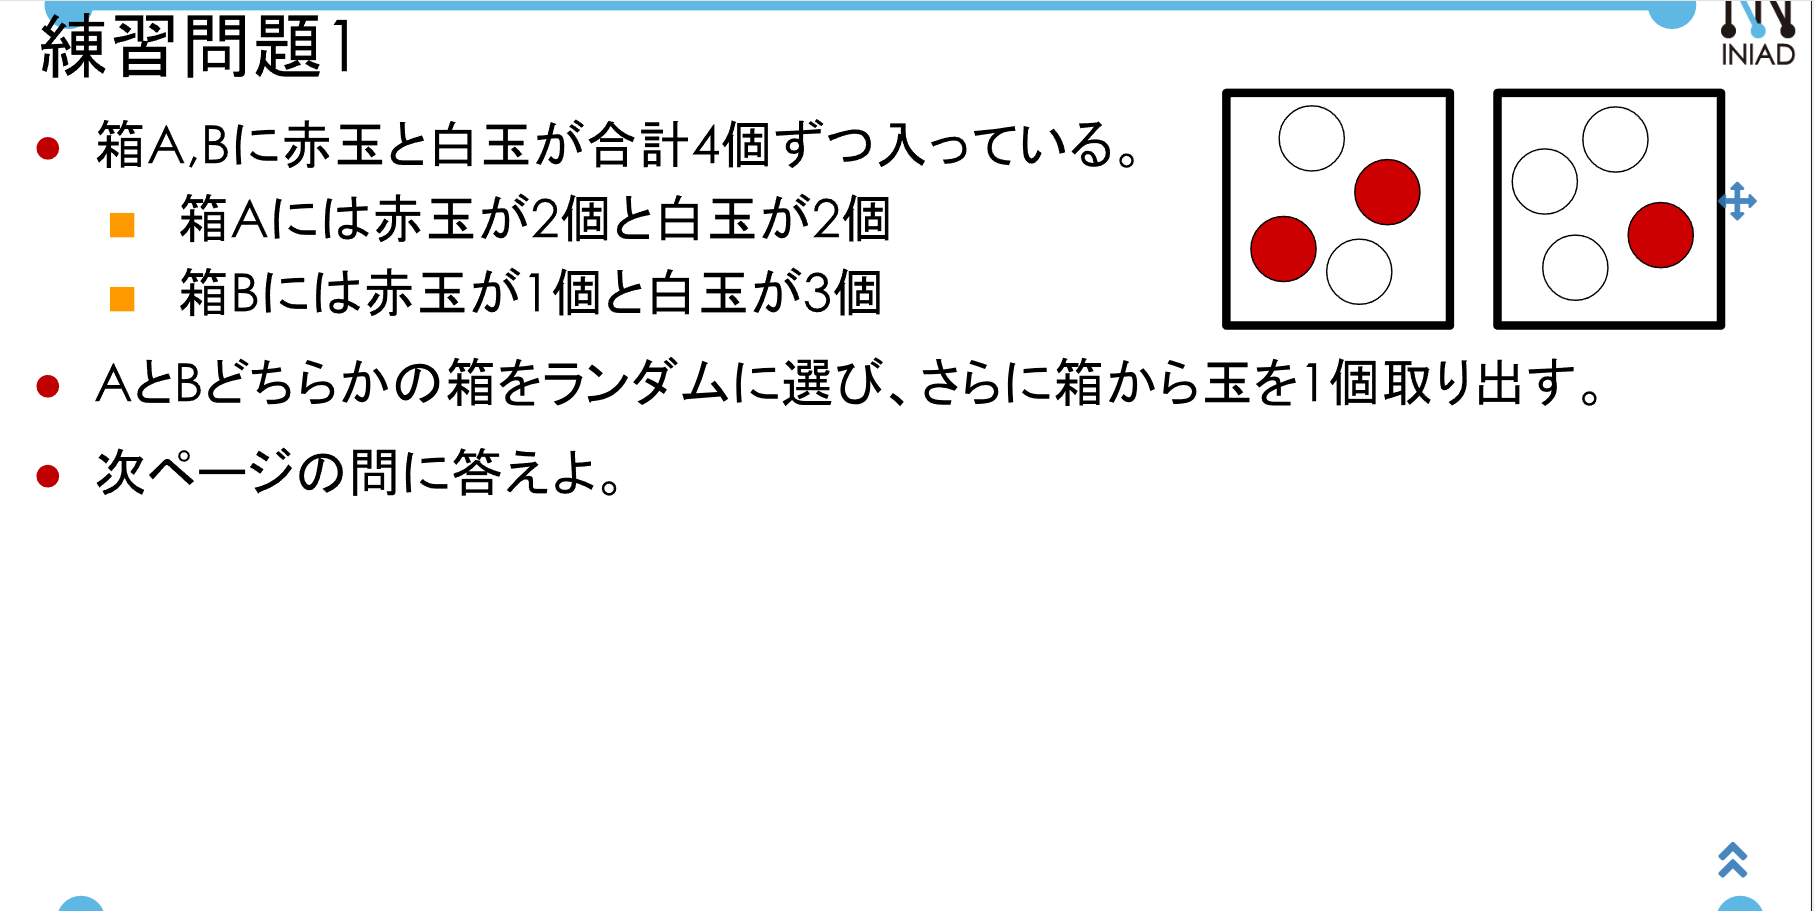 練習問題1
INIAD
箱A,Bに赤玉と白玉が合計4個ずつ入っている。
箱Aには赤玉が2個と白玉が2個
箱Bには赤玉が1個と白玉が3個
AとBどちらかの箱をランダムに選び、さらに箱から玉を1個取り出す。
次ページの問に答えよ。